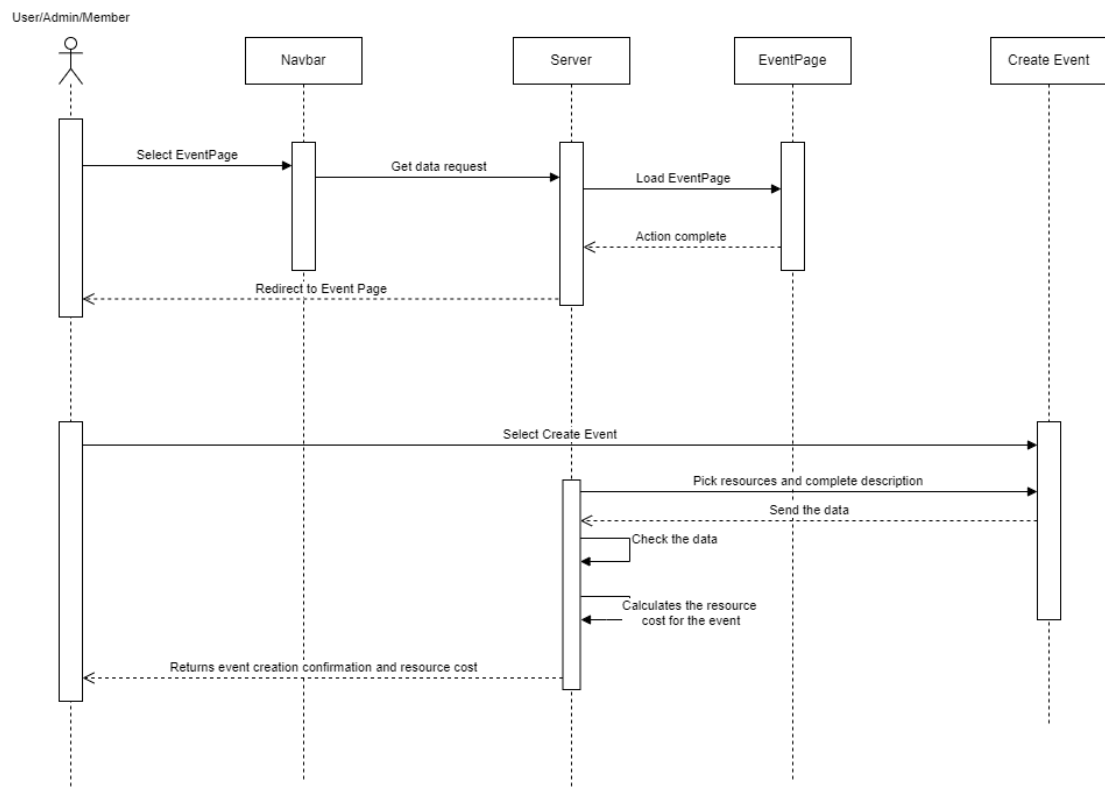 User/Admin/Member
Navbar
Server
EventPage
Create Event
Select EventPage
Get data request
Load EventPage
Action complete
Redirect to Event Page
Select Create Event
Pick resources and complete description
Send the data
Check the data
Calculates the resource
cost for the event
Returns event creation confirmation and resource cost